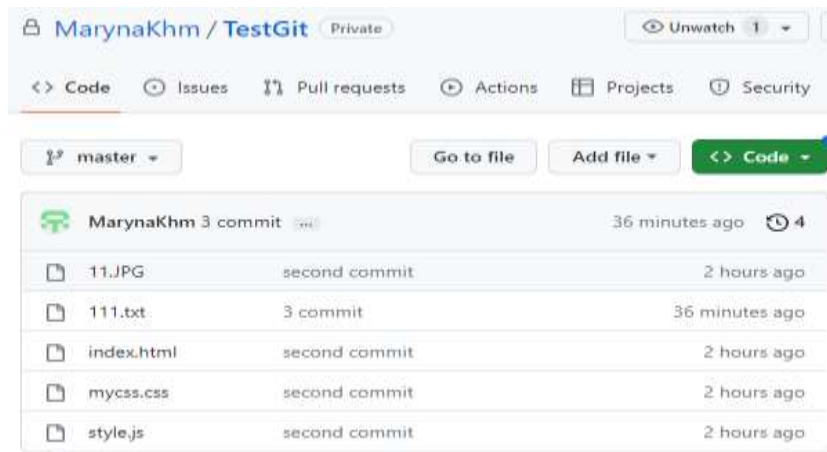 MarynaKhm / TestGit Private Unwatch 1
<> Code Issues Pull requests Actions Projects Security
master Go to file Add file <> Code
MarynaKhm 3 commit ... 36 minutes ago 4
11.JPG second commit 2 hours ago
111.txt 3 commit 36 minutes ago
index.html second commit 2 hours ago
mycss.css second commit 2 hours ago
style.js second commit 2 hours ago